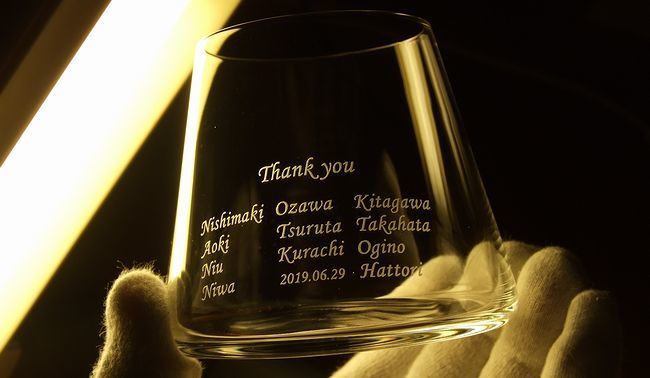 Thank you
Nishimaki Ozawa Kitagawa
Aoki Tsuruta Takahata
Niu Kurachi Ogino
Niwa 2019.06.29 Hattori